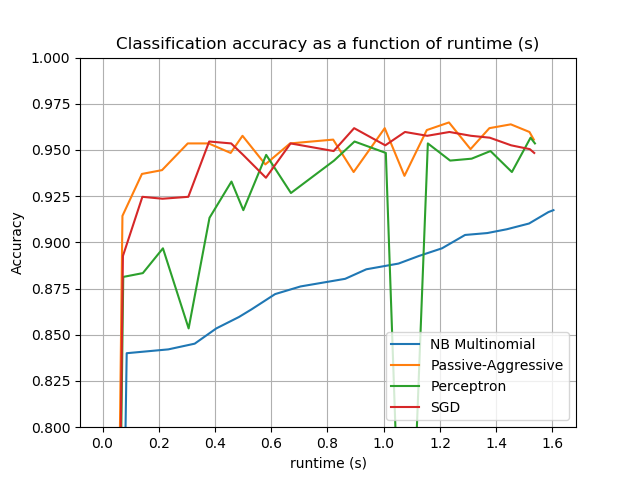 Classification accuracy as a function of runtime (s)
1.000
0.975
0.950
0.925
0.900
0.875
0.850
0.825
0.800
Accuracy
NB Multinomial
Passive-Aggressive
Perceptron
SGD
0.0 0.2 0.4 0.6 0.8 1.0 1.2 1.4 1.6
runtime (s)